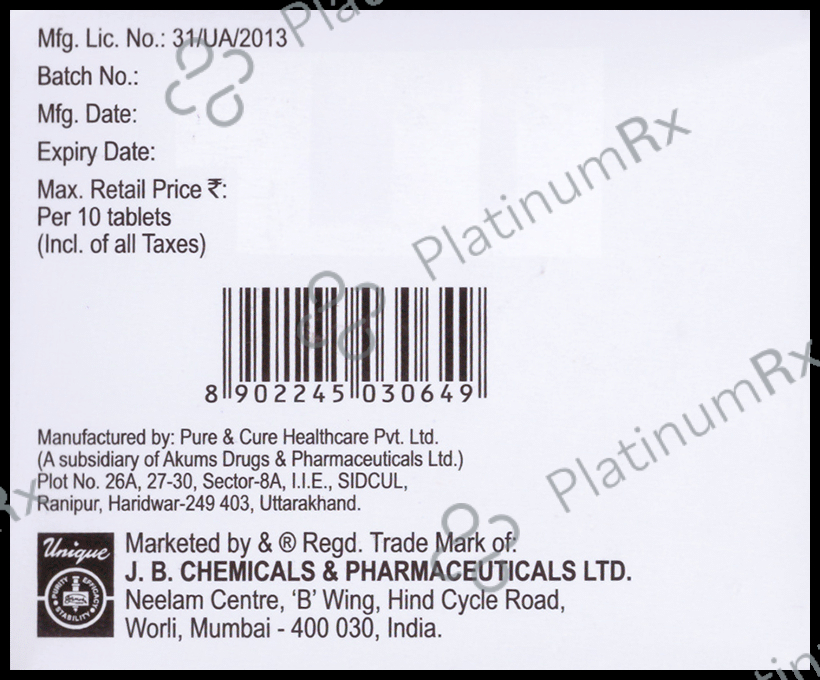 Mfg. Lic. No.: 31/UA/2013
Batch No.:
Mfg. Date:
Expiry Date:
Max. Retail Price ₹:
Per 10 tablets
(Incl. of all Taxes)
PlatinumRx
8 902245 030649
PlatinumRx
Manufactured by: Pure & Cure Healthcare Pvt. Ltd.
(A subsidiary of Akums Drugs & Pharmaceuticals Ltd.)
Plot No. 26A, 27-30, Sector-8A, I.I.E., SIDCUL,
Ranipur, Haridwar-249 403, Uttarakhand.
Unique
PURITY EFFICACY STABILITY
Marketed by & ® Regd. Trade Mark of:
J. B. CHEMICALS & PHARMACEUTICALS LTD.
Neelam Centre, ‘B’ Wing, Hind Cycle Road,
Worli, Mumbai - 400 030, India.